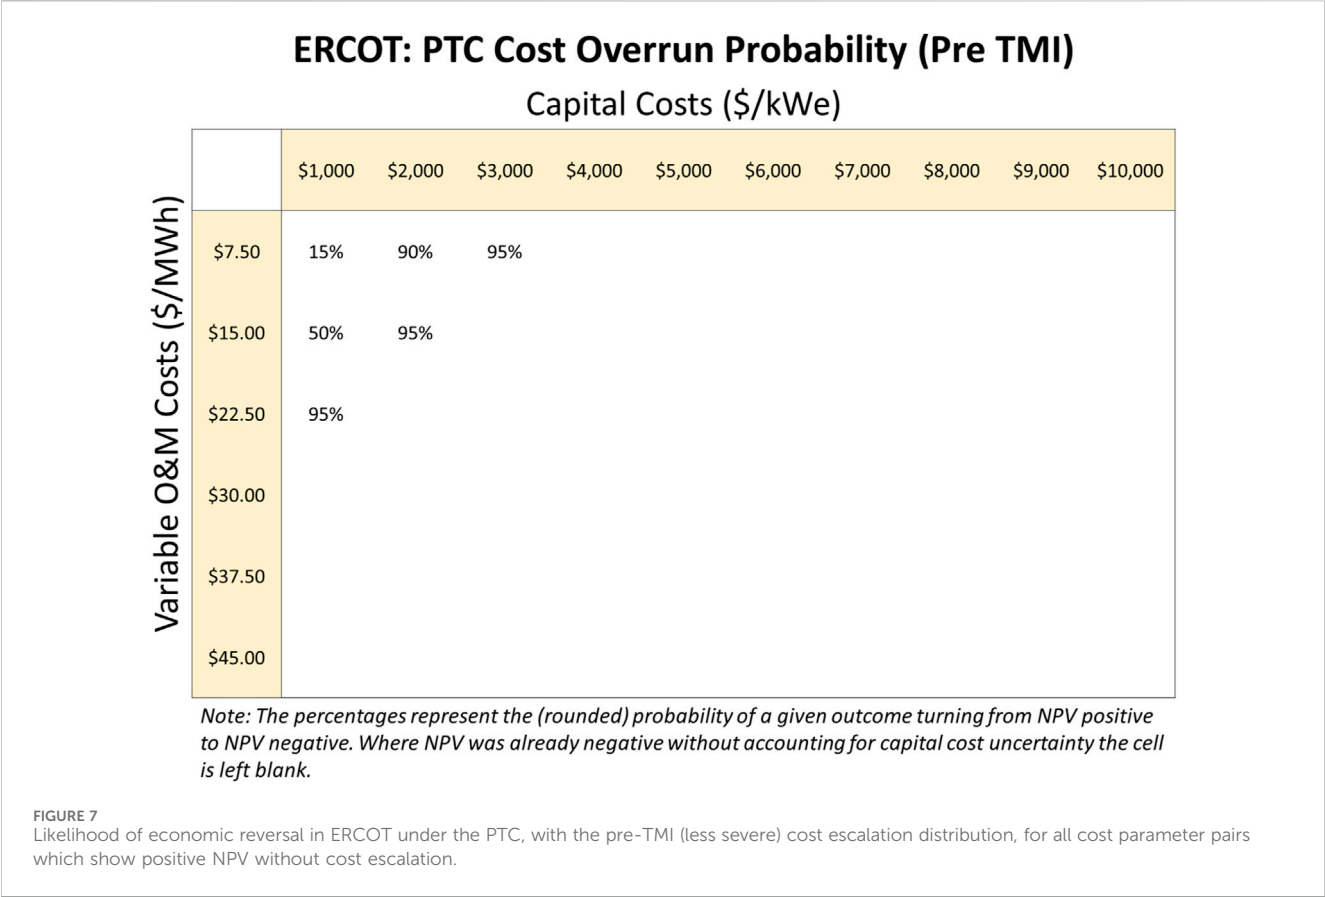 ERCOT: PTC Cost Overrun Probability (Pre TMI)
Capital Costs ($/kWe)
Variable O&M Costs ($/MWh)
$1,000 $2,000 $3,000 $4,000 $5,000 $6,000 $7,000 $8,000 $9,000 $10,000
$7.50 15% 90% 95%
$15.00 50% 95%
$22.50 95%
$30.00
$37.50
$45.00
Note: The percentages represent the (rounded) probability of a given outcome turning from NPV positive
to NPV negative. Where NPV was already negative without accounting for capital cost uncertainty the cell
is left blank.
FIGURE 7
Likelihood of economic reversal in ERCOT under the PTC, with the pre-TMI (less severe) cost escalation distribution, for all cost parameter pairs
which show positive NPV without cost escalation.